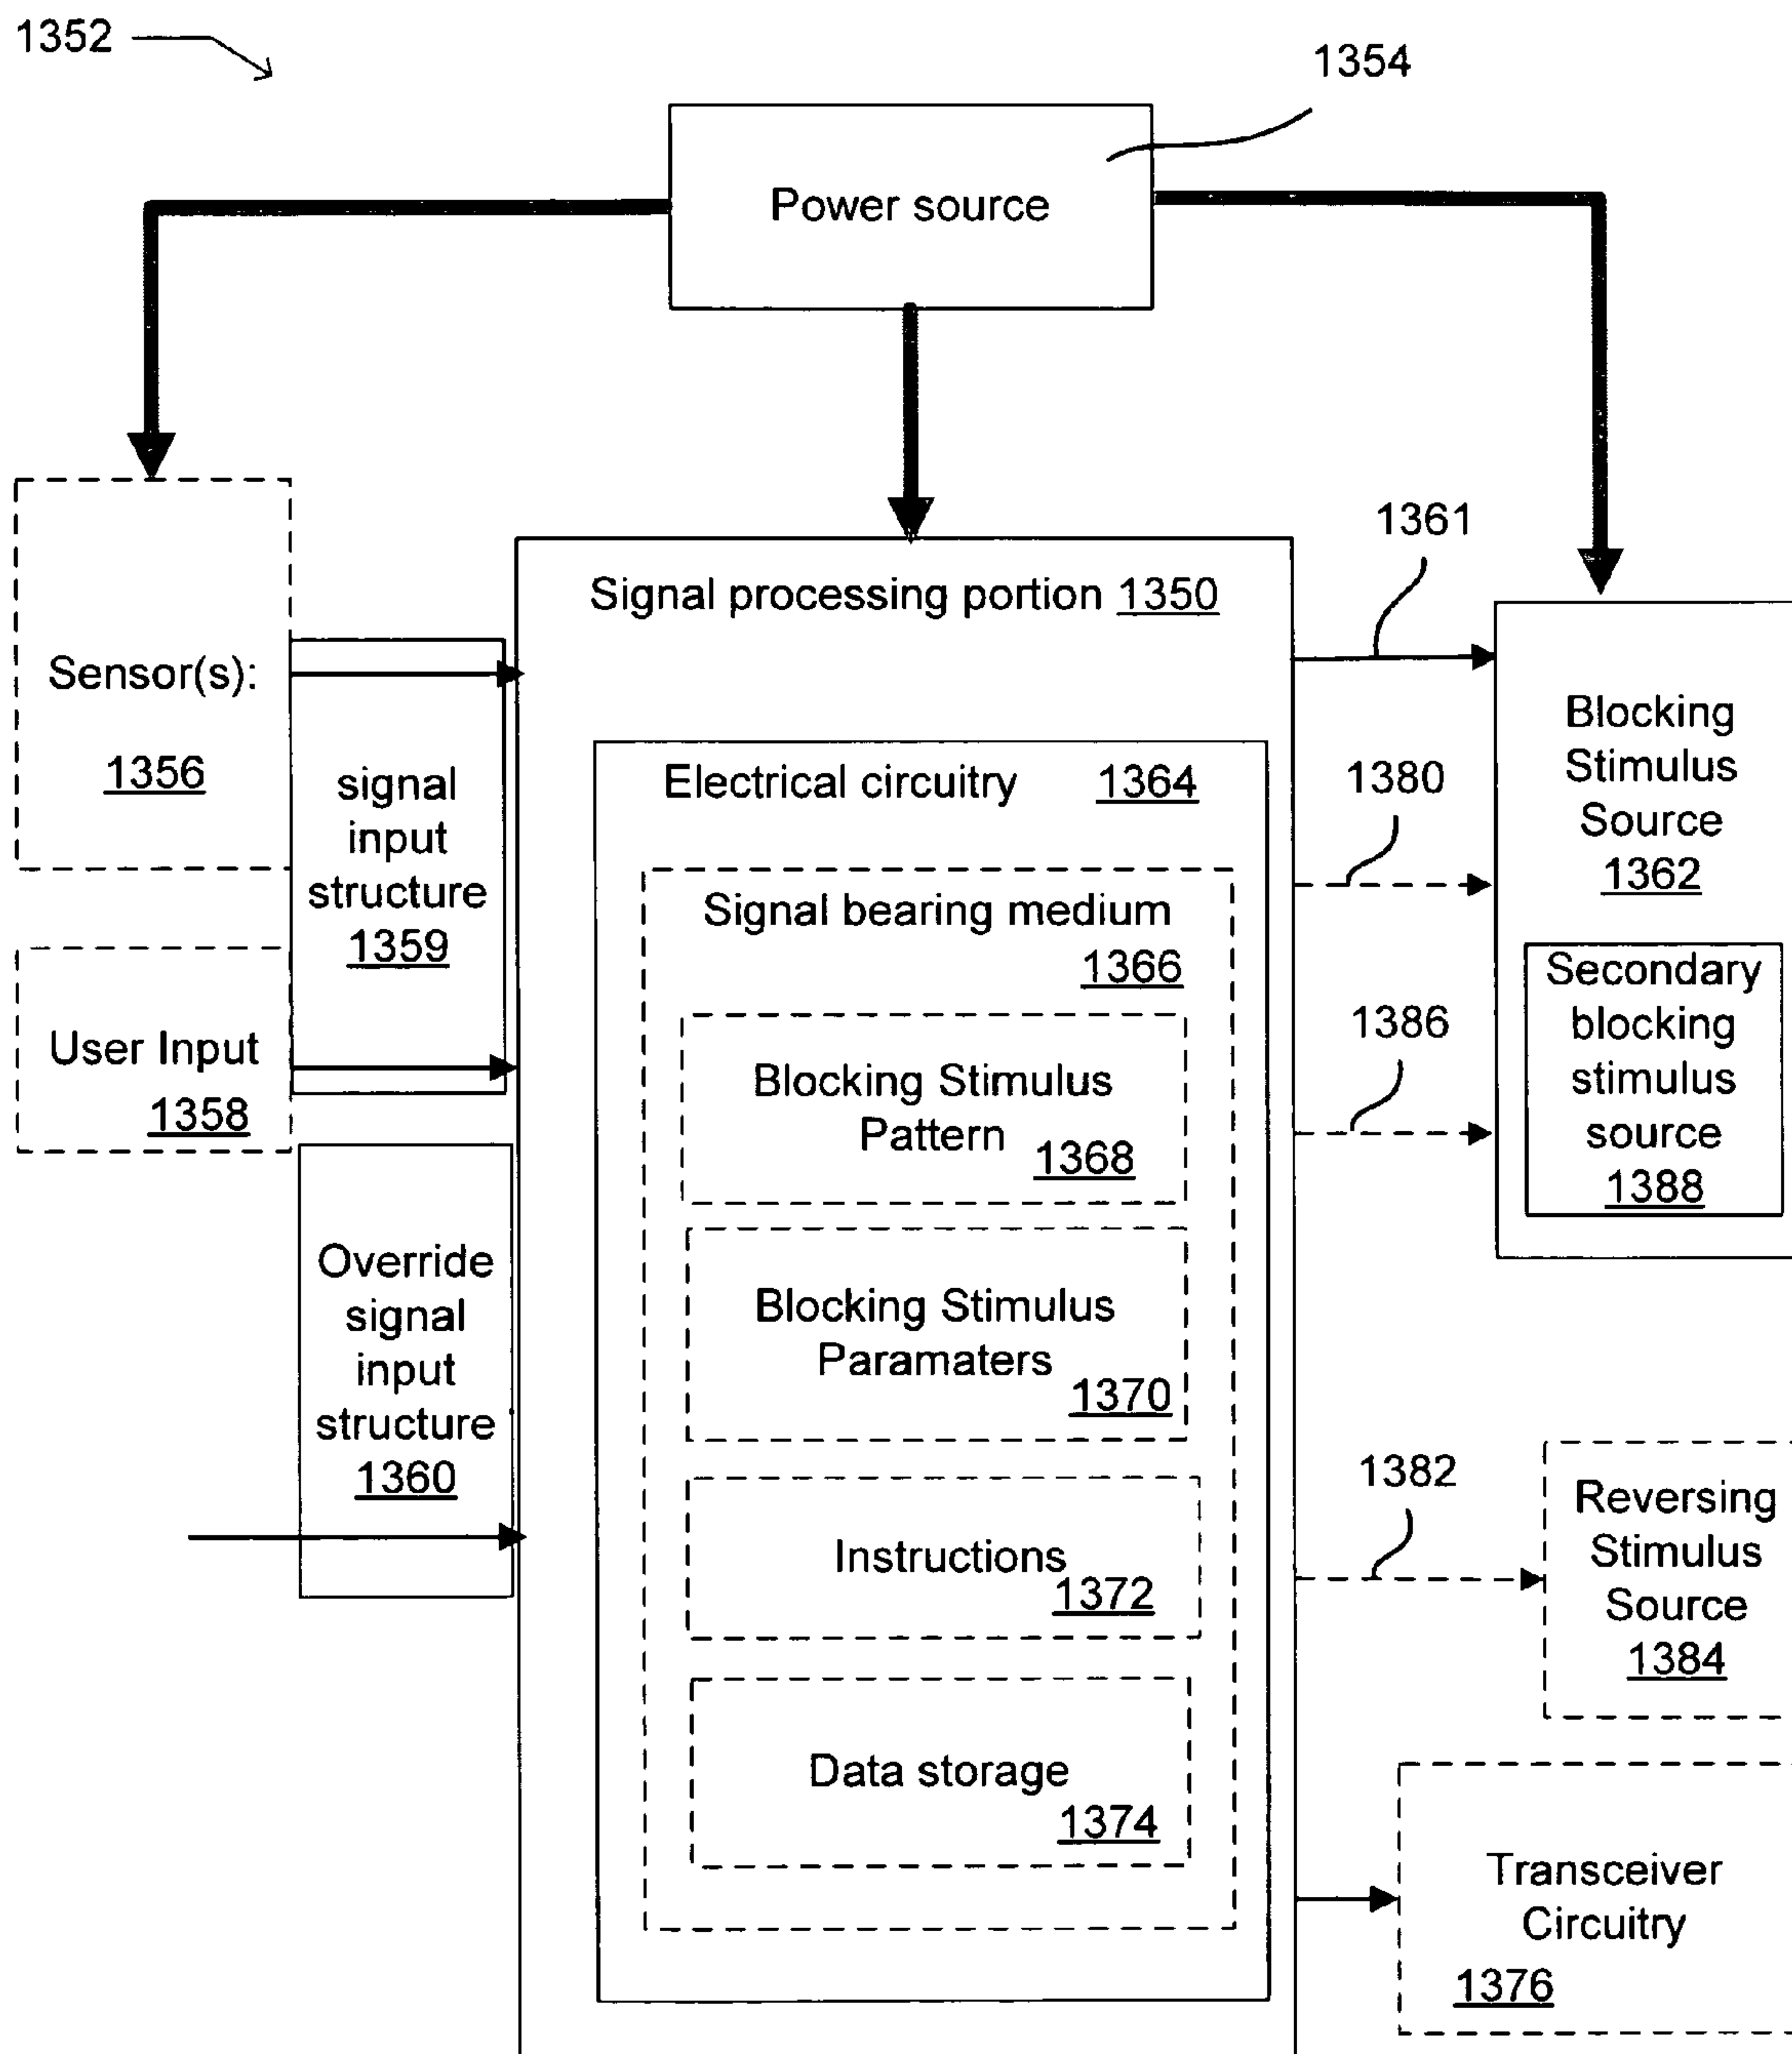 1352
1354
Power source
Sensor(s):
1356
signal
input
structure
1359
User Input
1358
Override
signal
input
structure
1360
Signal processing portion 1350
Electrical circuitry 1364
Signal bearing medium
1366
Blocking Stimulus
Pattern
1368
Blocking Stimulus
Paramaters
1370
Instructions
1372
Data storage
1374
1361
1380
1386
Blocking
Stimulus
Source
1362
Secondary
blocking
stimulus
source
1388
1382
Reversing
Stimulus
Source
1384
Transceiver
Circuitry
1376